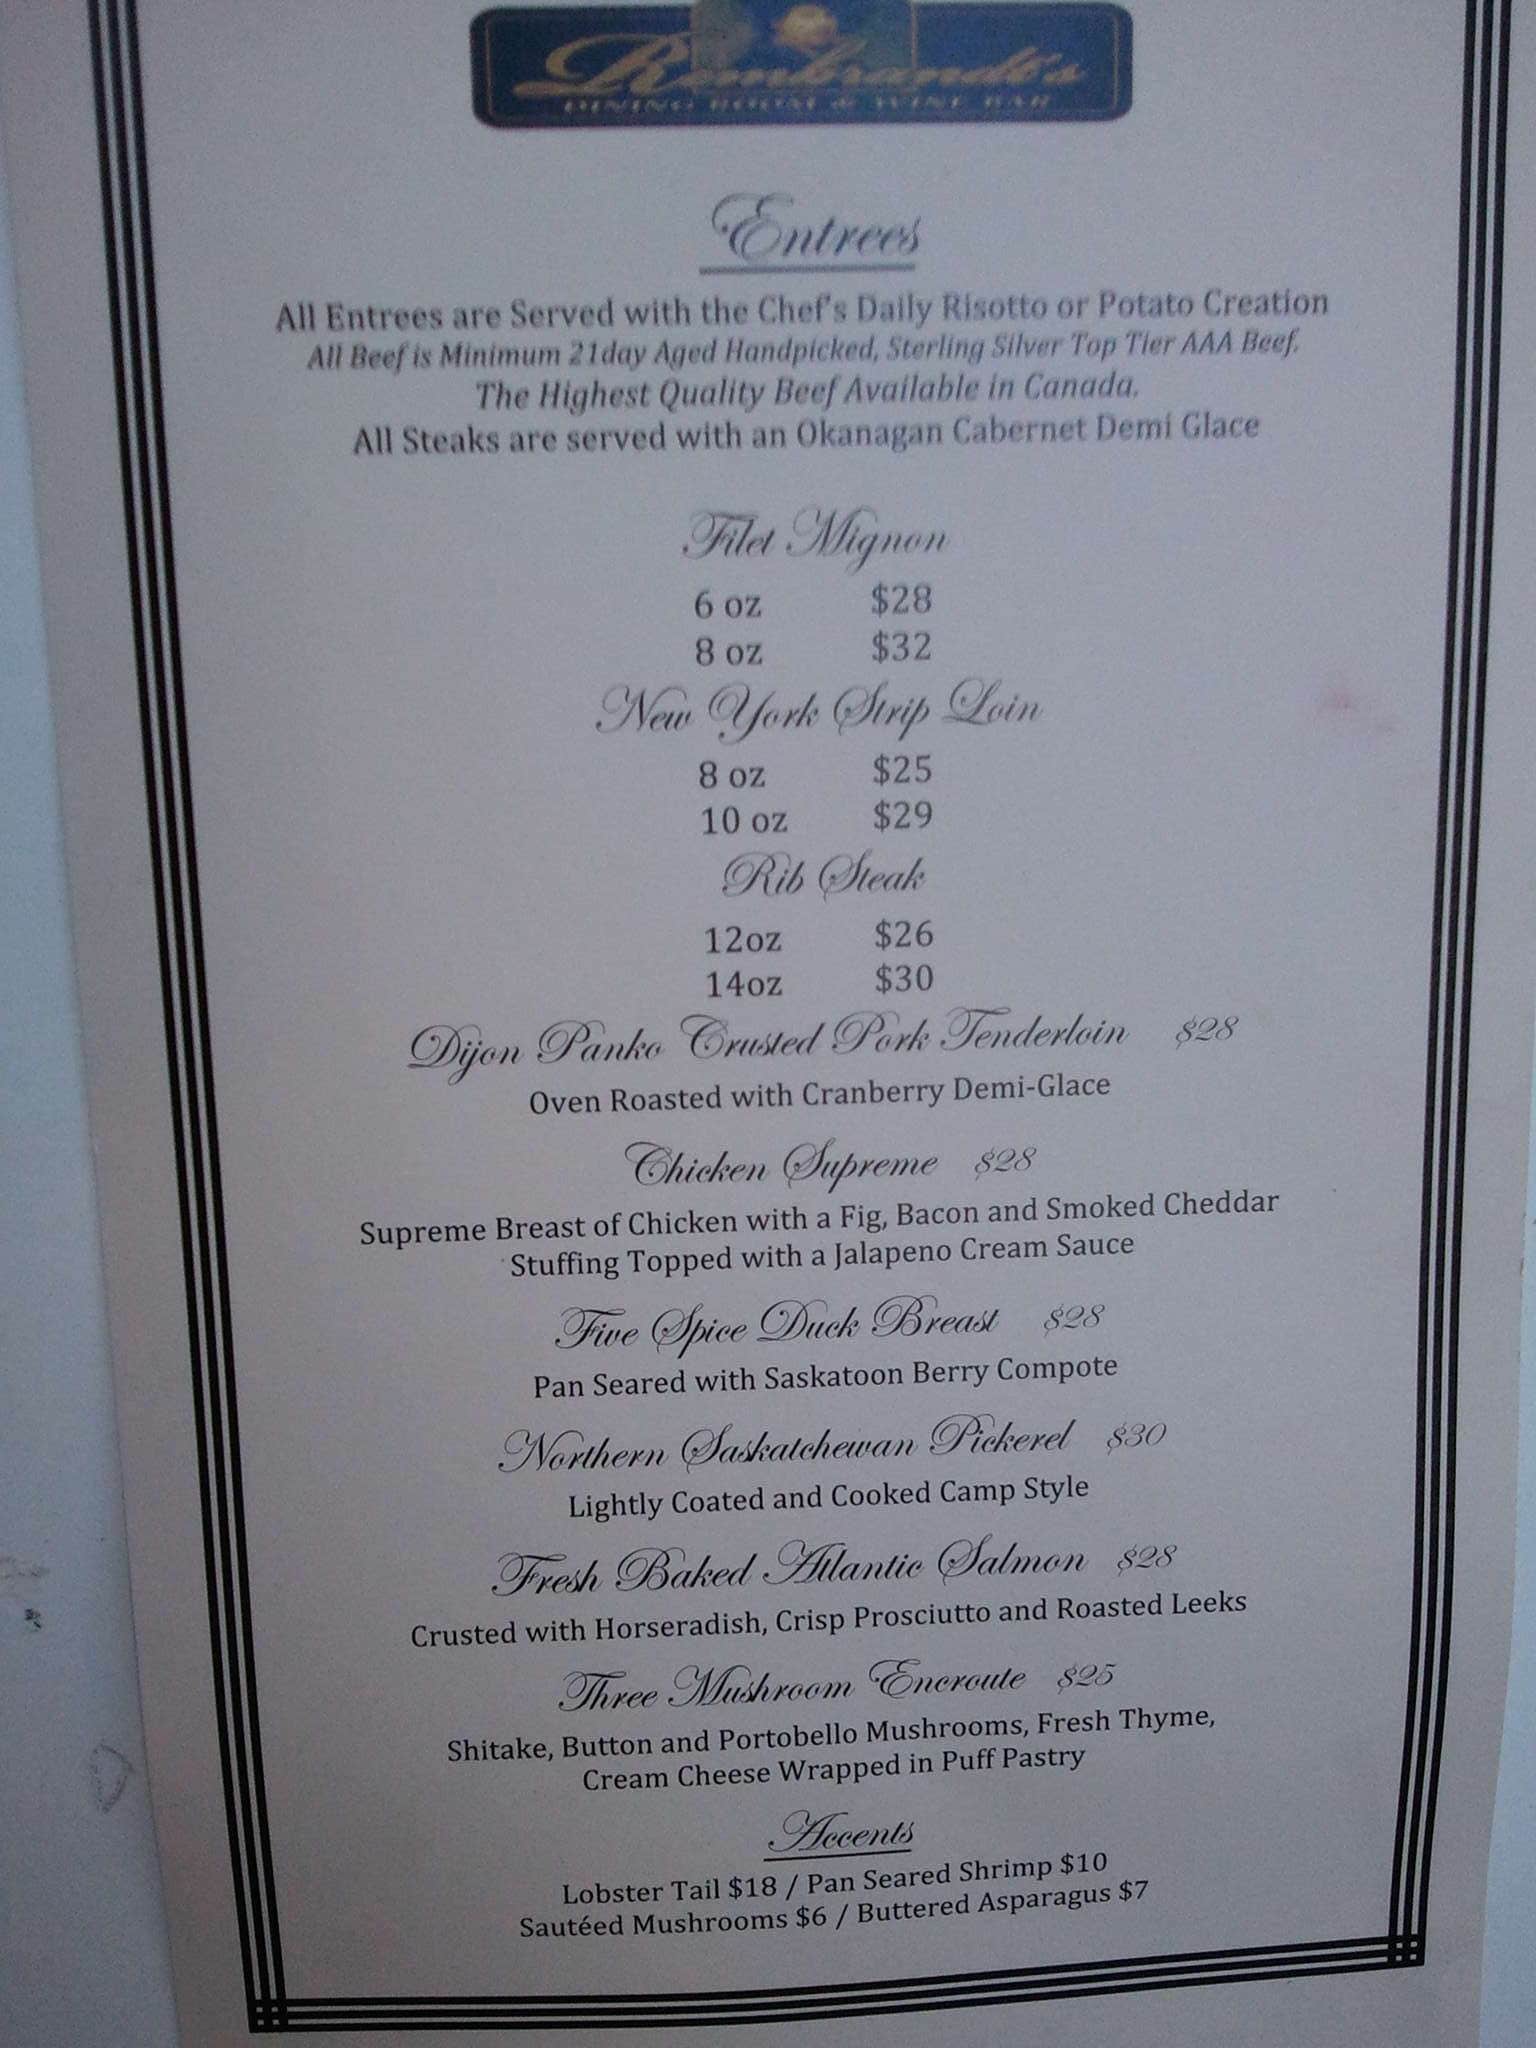 Rembrandt's
DINING ROOM & WINE BAR
Entrees
All Entrees are Served with the Chef's Daily Risotto or Potato Creation
All Beef is Minimum 21day Aged Handpicked, Sterling Silver Top Tier AAA Beef.
The Highest Quality Beef Available in Canada.
All Steaks are served with an Okanagan Cabernet Demi Glace
Filet Mignon
6 oz $28
8 oz $32
New York Strip Loin
8 oz $25
10 oz $29
Rib Steak
12oz $26
14oz $30
Dijon Panko Crusted Pork Tenderloin $28
Oven Roasted with Cranberry Demi-Glace
Chicken Supreme $28
Supreme Breast of Chicken with a Fig, Bacon and Smoked Cheddar
Stuffing Topped with a Jalapeno Cream Sauce
Five Spice Duck Breast $28
Pan Seared with Saskatoon Berry Compote
Northern Saskatchewan Pickerel $30
Lightly Coated and Cooked Camp Style
Fresh Baked Atlantic Salmon $28
Crusted with Horseradish, Crisp Prosciutto and Roasted Leeks
Three Mushroom Encroute $25
Shitake, Button and Portobello Mushrooms, Fresh Thyme,
Cream Cheese Wrapped in Puff Pastry
Accents
Lobster Tail $18 / Pan Seared Shrimp $10
Sautéed Mushrooms $6 / Buttered Asparagus $7